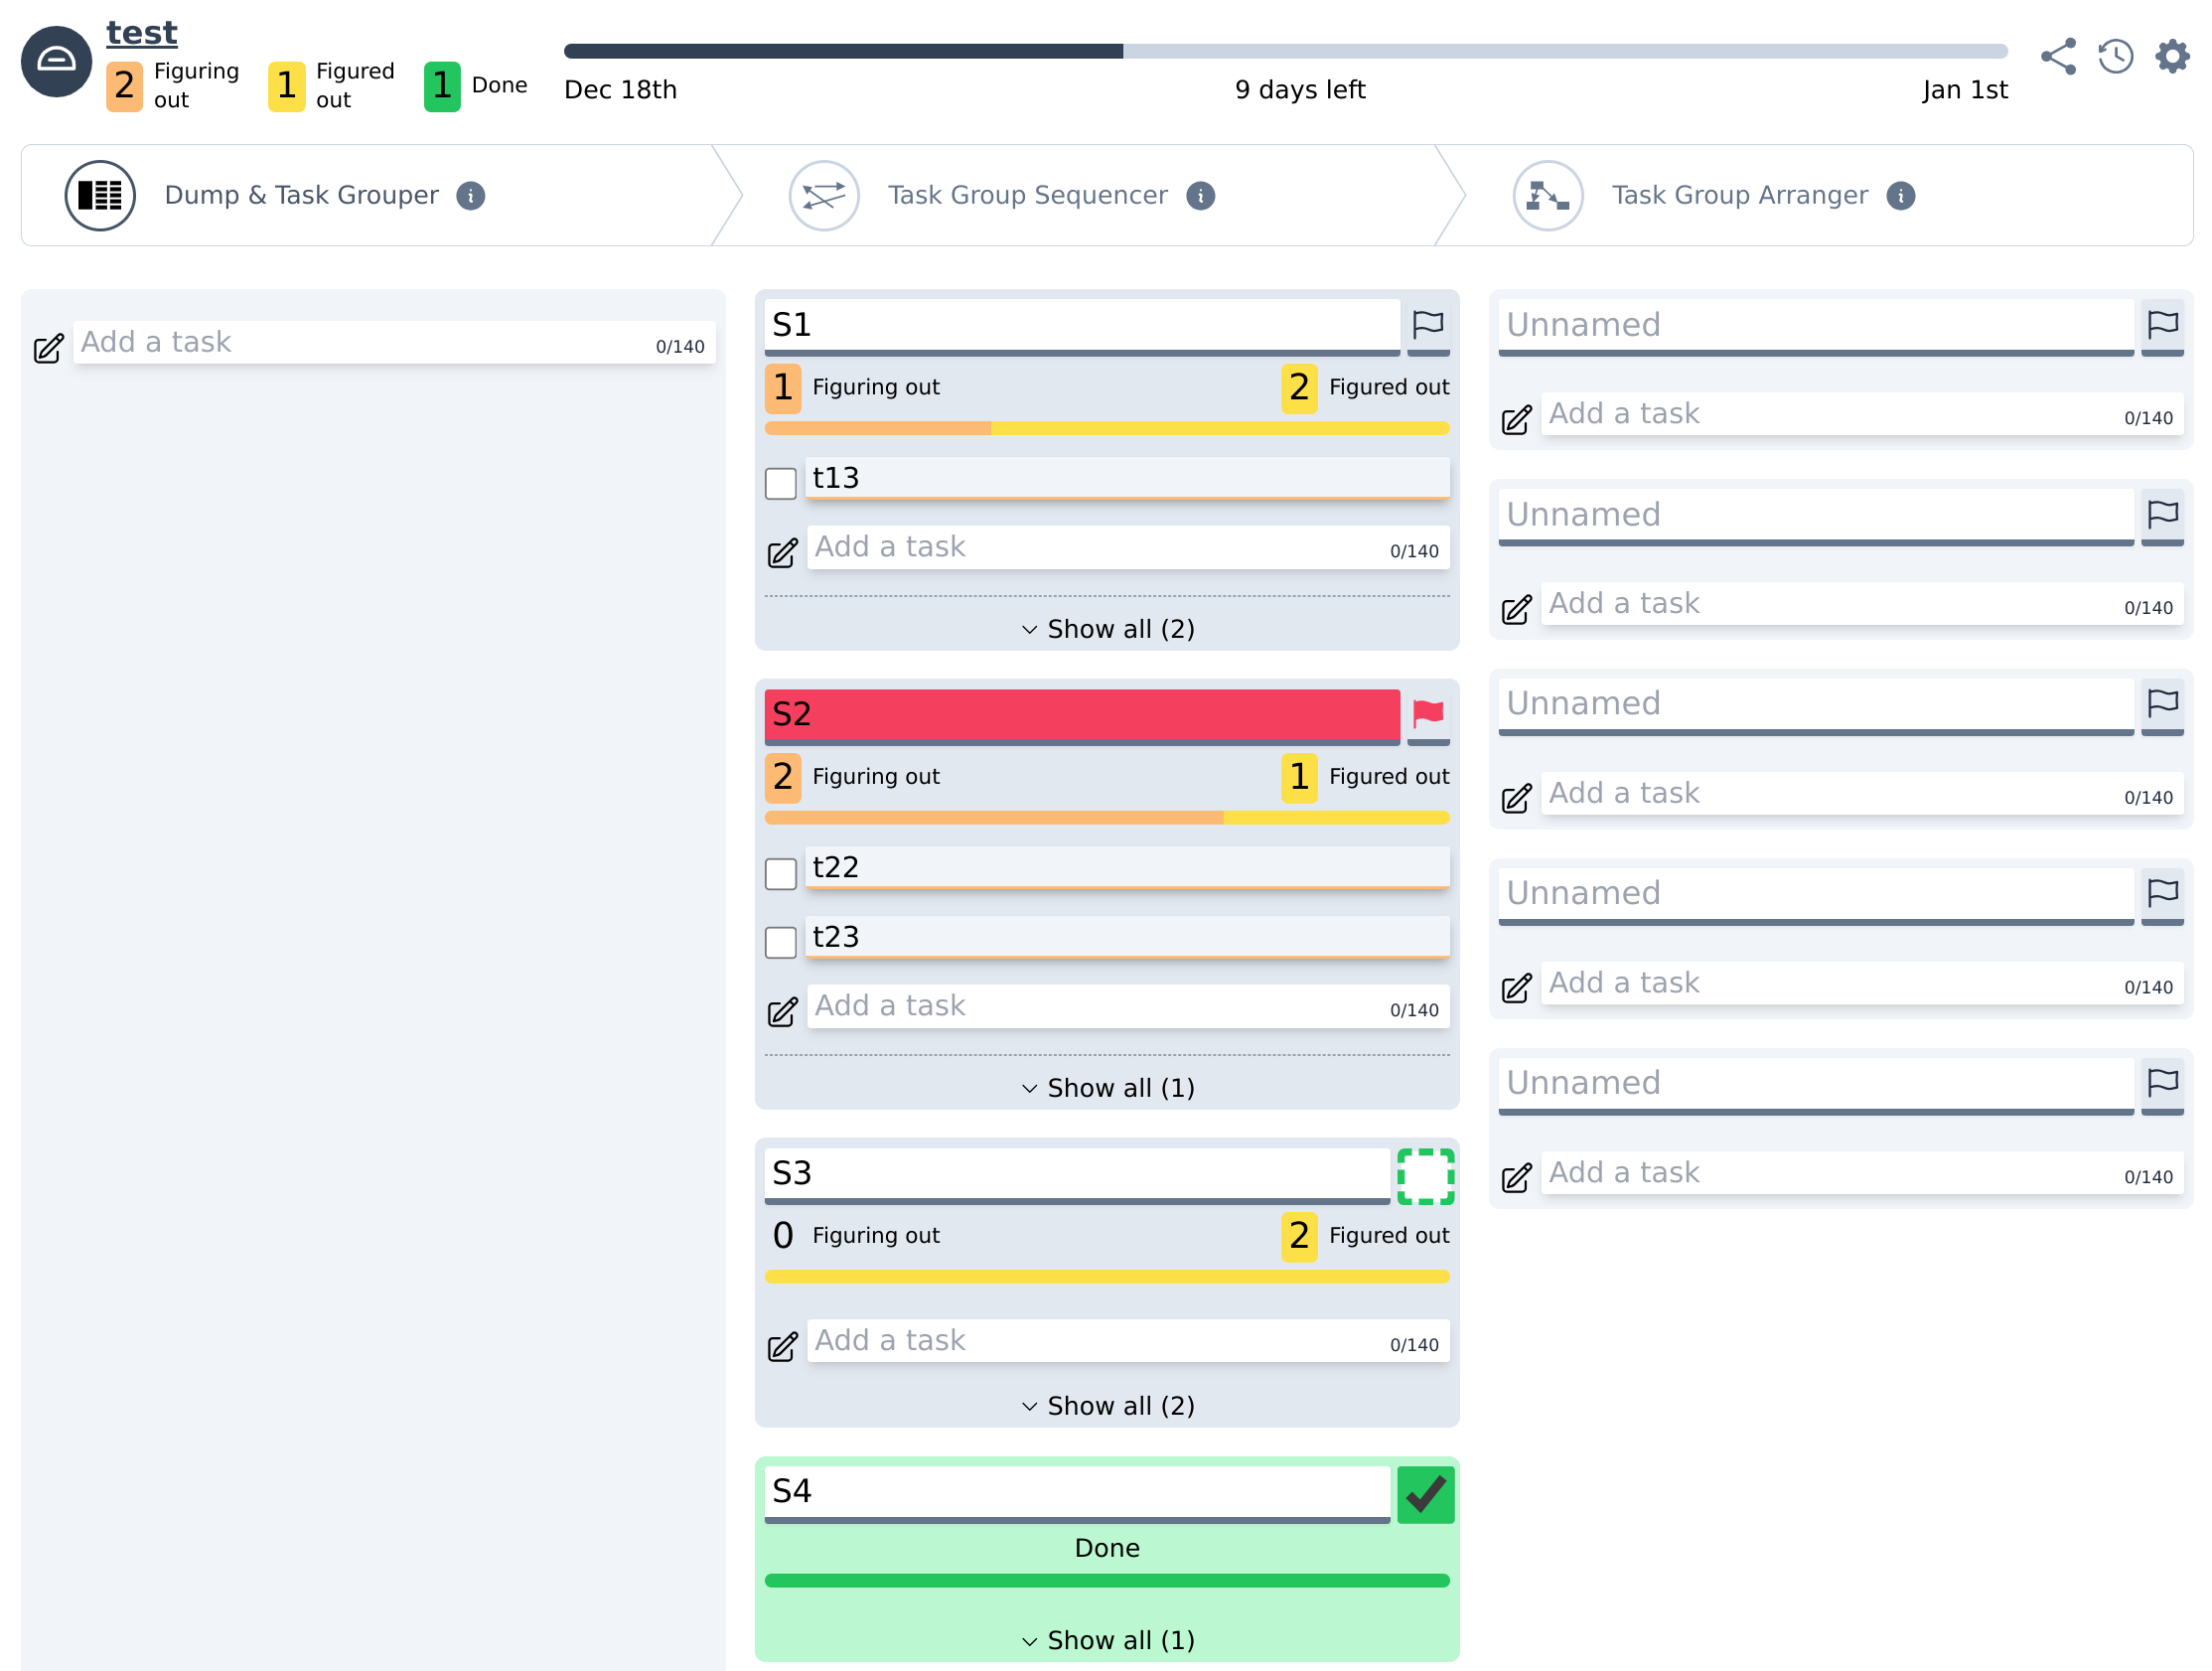 test
2 Figuring out 1 Figured out 1 Done
Dec 18th 9 days left Jan 1st
Dump & Task Grouper i Task Group Sequencer i Task Group Arranger i
Add a task 0/140
S1
1 Figuring out 2 Figured out
t13
Add a task 0/140
Show all (2)
S2
2 Figuring out 1 Figured out
t22
t23
Add a task 0/140
Show all (1)
S3
0 Figuring out 2 Figured out
Add a task 0/140
Show all (2)
S4
Done
Show all (1)
Unnamed
Add a task 0/140
Unnamed
Add a task 0/140
Unnamed
Add a task 0/140
Unnamed
Add a task 0/140
Unnamed
Add a task 0/140